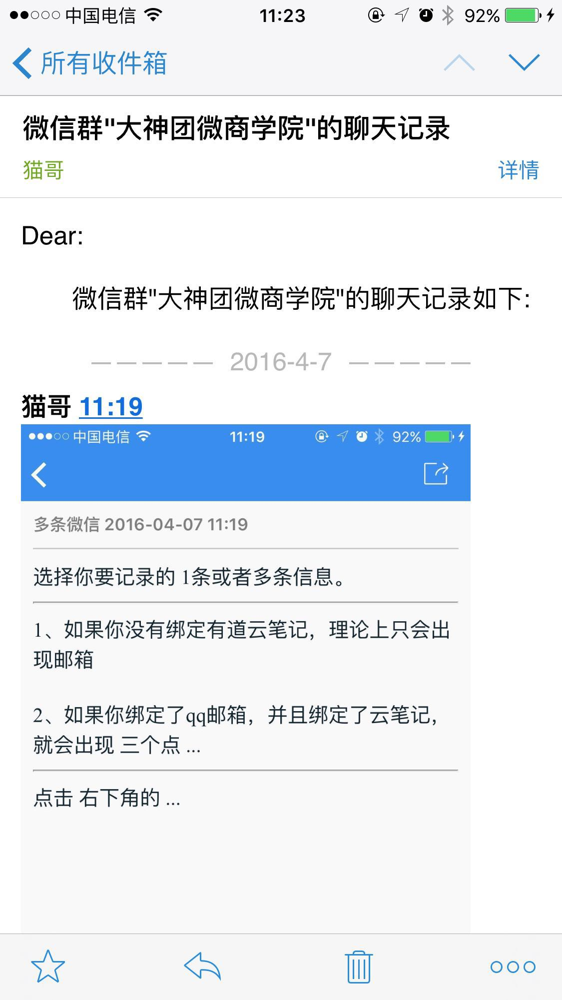 中国电信 11:23 92%
所有收件箱
微信群"大神团微商学院"的聊天记录
猫哥 详情
Dear:
微信群"大神团微商学院"的聊天记录如下:
————— 2016-4-7 —————
猫哥 11:19
中国电信 11:19 92%
多条微信 2016-04-07 11:19
选择你要记录的 1条或者多条信息。
1、如果你没有绑定有道云笔记，理论上只会出
现邮箱
2、如果你绑定了qq邮箱，并且绑定了云笔记，
就会出现 三个点 ...
点击 右下角的 ...